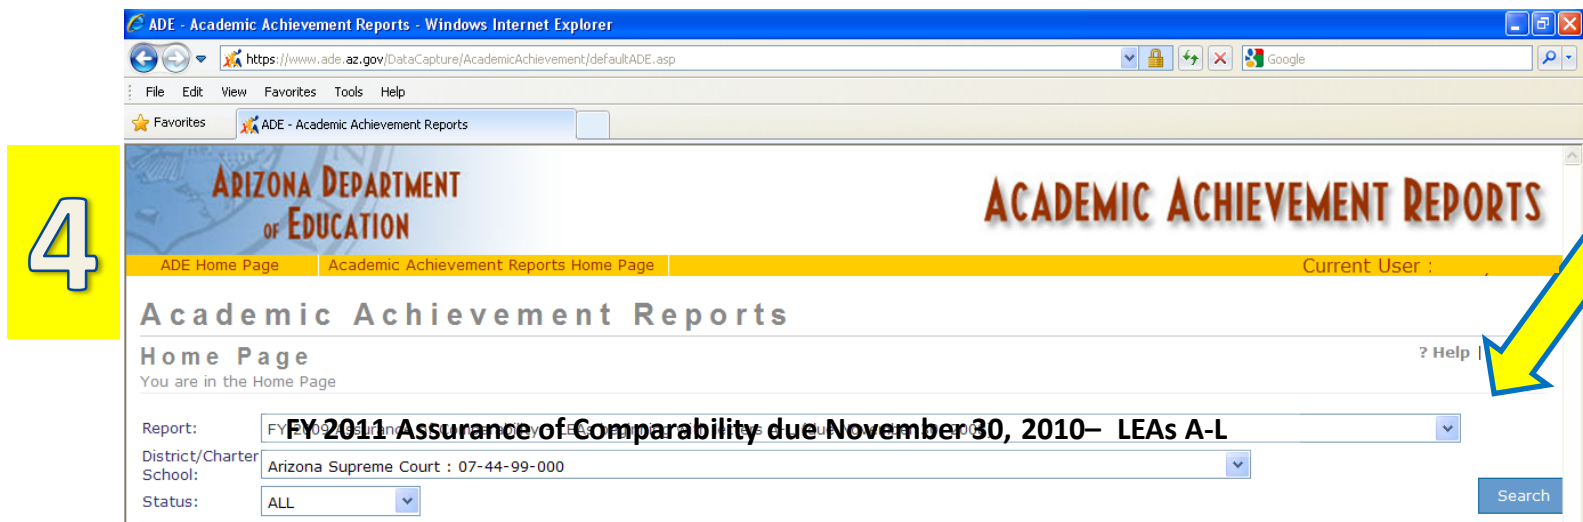 ADE - Academic Achievement Reports - Windows Internet Explorer
https://www.ade.az.gov/DataCapture/AcademicAchievement/defaultADE.asp
Google
File Edit View Favorites Tools Help
Favorites
ADE - Academic Achievement Reports
4
ARIZONA DEPARTMENT
OF EDUCATION
ACADEMIC ACHIEVEMENT REPORTS
ADE Home Page
Academic Achievement Reports Home Page
Current User :
Academic Achievement Reports
Home Page
? Help |
You are in the Home Page
Report:
FY 2011 Assurance of Comparability due November 30, 2010– LEAs A-L
District/Charter
School:
Arizona Supreme Court : 07-44-99-000
Status:
ALL
Search